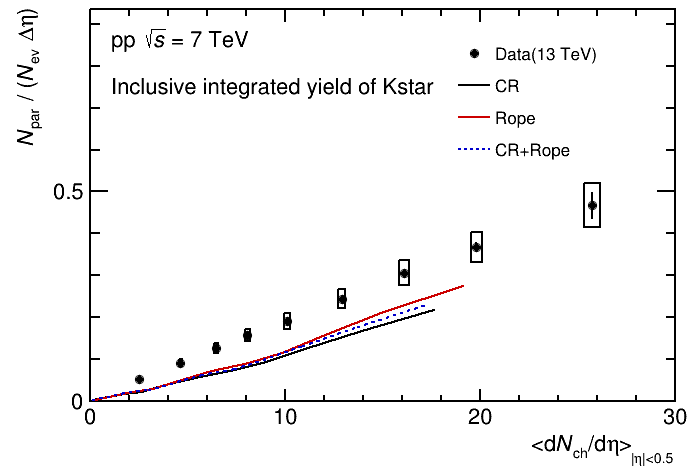 N_par / (N_ev Δη)
pp √s = 7 TeV
Inclusive integrated yield of Kstar
Data(13 TeV)
CR
Rope
CR+Rope
0.5
0
0 10 20 30
<dN_ch/dη>_|η|<0.5